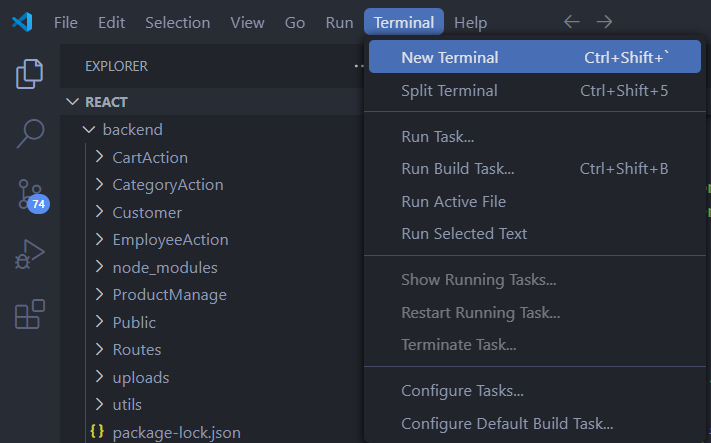 File Edit Selection View Go Run Terminal Help
EXPLORER
REACT
backend
CartAction
CategoryAction
Customer
EmployeeAction
node_modules
ProductManage
Public
Routes
uploads
utils
{} package-lock.json
74
New Terminal Ctrl+Shift+`
Split Terminal Ctrl+Shift+5
Run Task...
Run Build Task... Ctrl+Shift+B
Run Active File
Run Selected Text
Show Running Tasks...
Restart Running Task...
Terminate Task...
Configure Tasks...
Configure Default Build Task...